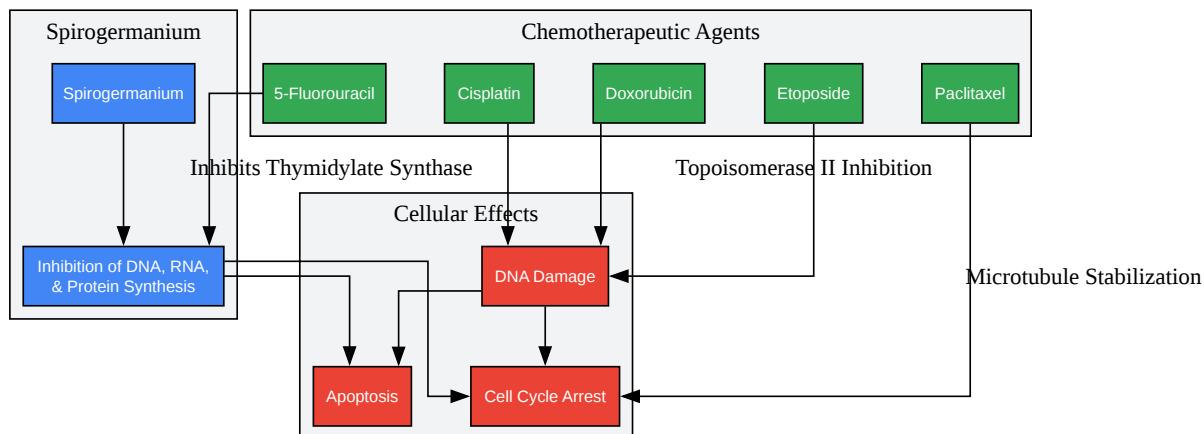 Spirogermanium
Chemotherapeutic Agents
Spirogermanium
5-Fluorouracil
Cisplatin
Doxorubicin
Etoposide
Paclitaxel
Inhibits Thymidylate Synthase
Topoisomerase II Inhibition
Cellular Effects
Inhibition of DNA, RNA,
& Protein Synthesis
DNA Damage
Microtubule Stabilization
Apoptosis
Cell Cycle Arrest